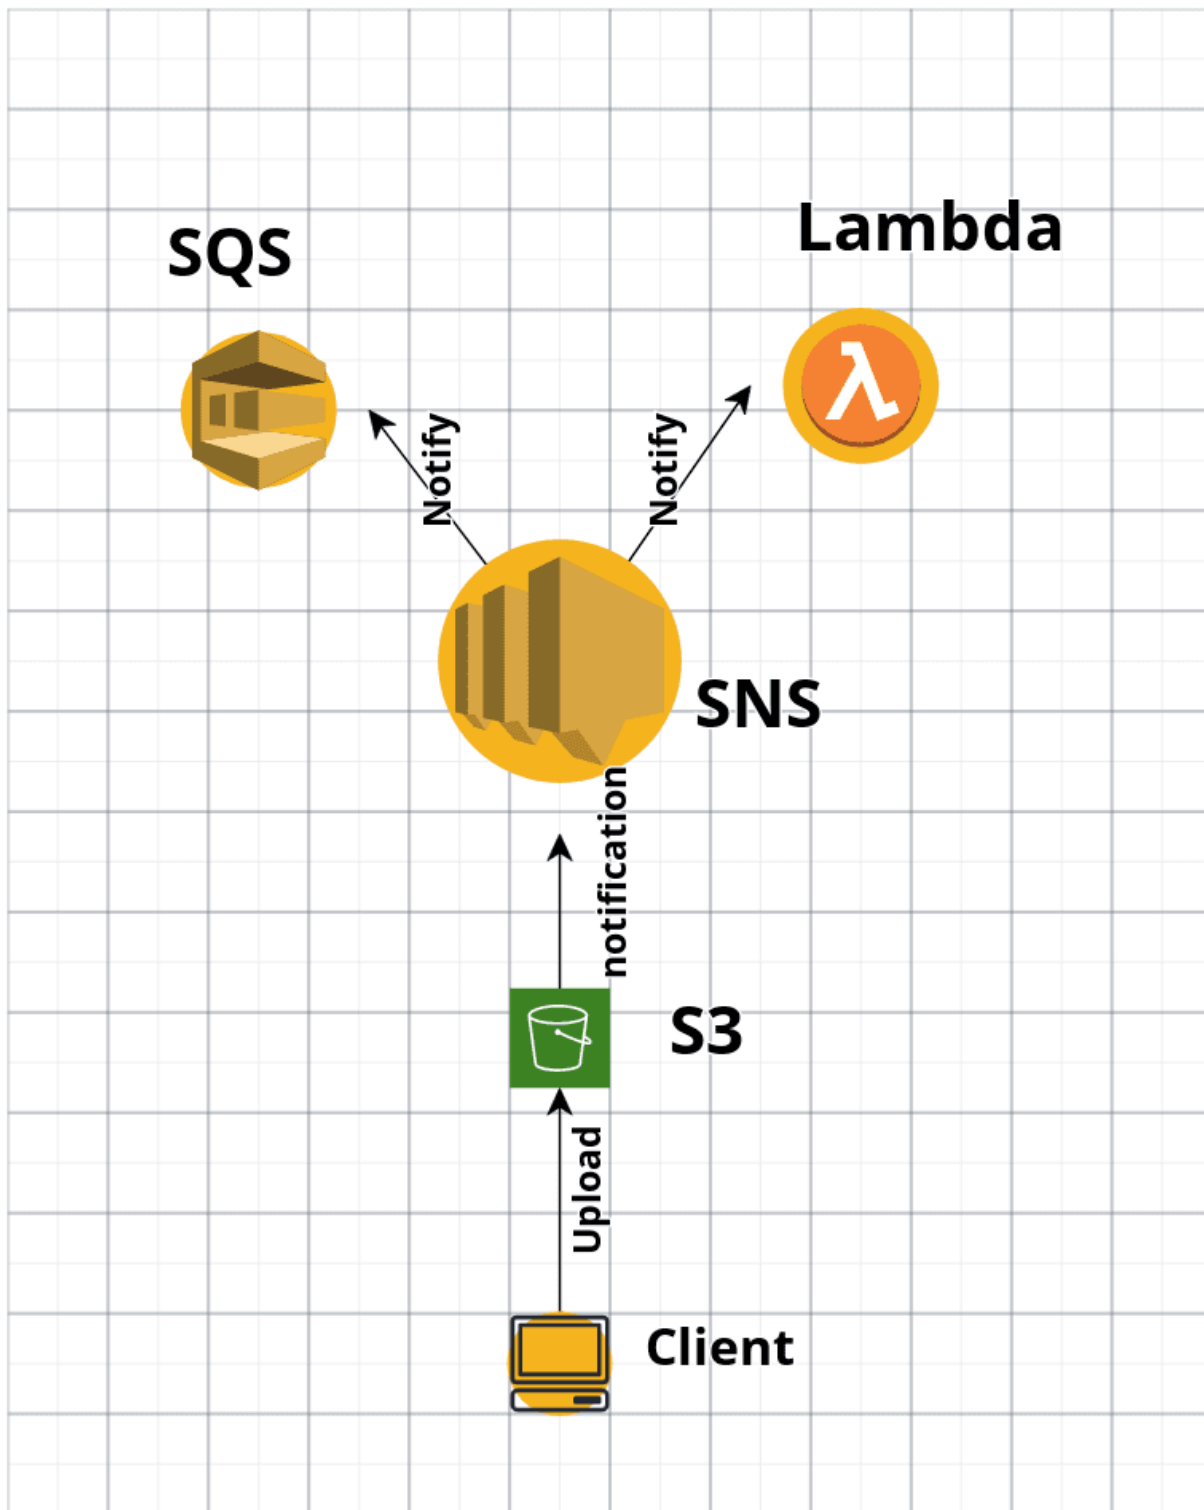 SQS
Lambda
Notify
Notify
SNS
notification
S3
Upload
Client